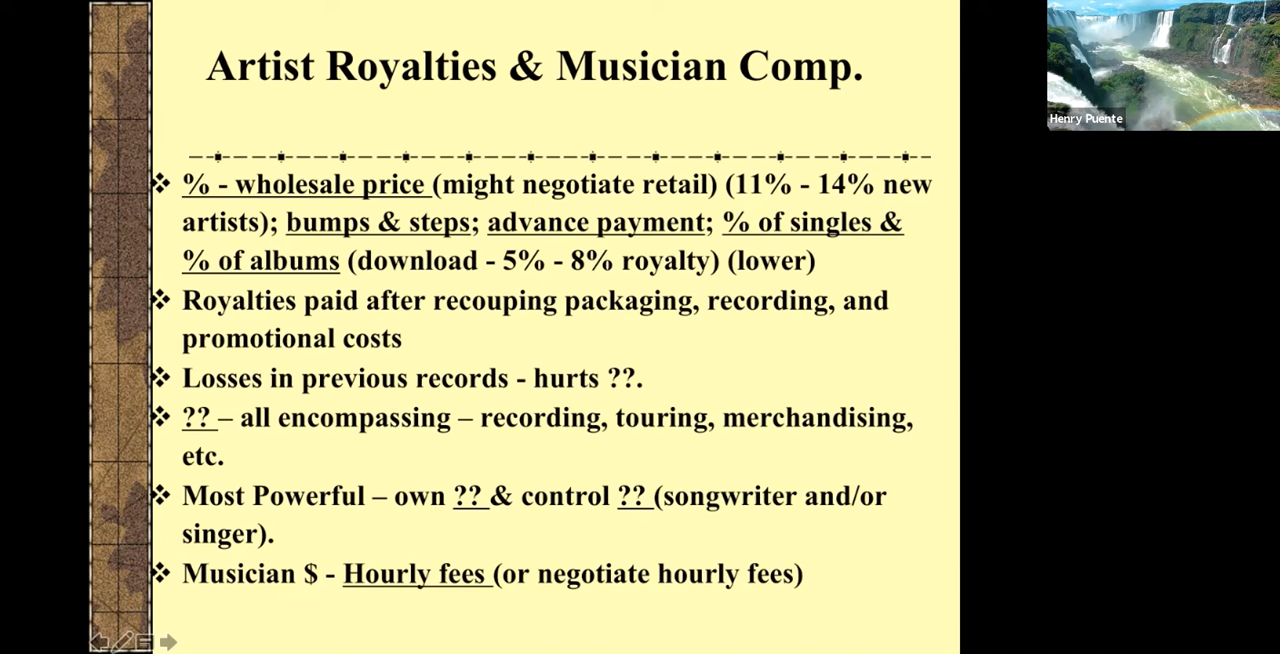 Artist Royalties & Musician Comp.
❖ % - wholesale price (might negotiate retail) (11% - 14% new
artists); bumps & steps; advance payment; % of singles &
% of albums (download - 5% - 8% royalty) (lower)
❖ Royalties paid after recouping packaging, recording, and
promotional costs
❖ Losses in previous records - hurts ??.
❖ ?? – all encompassing – recording, touring, merchandising,
etc.
❖ Most Powerful – own ?? & control ?? (songwriter and/or
singer).
❖ Musician $ - Hourly fees (or negotiate hourly fees)
Henry Puente